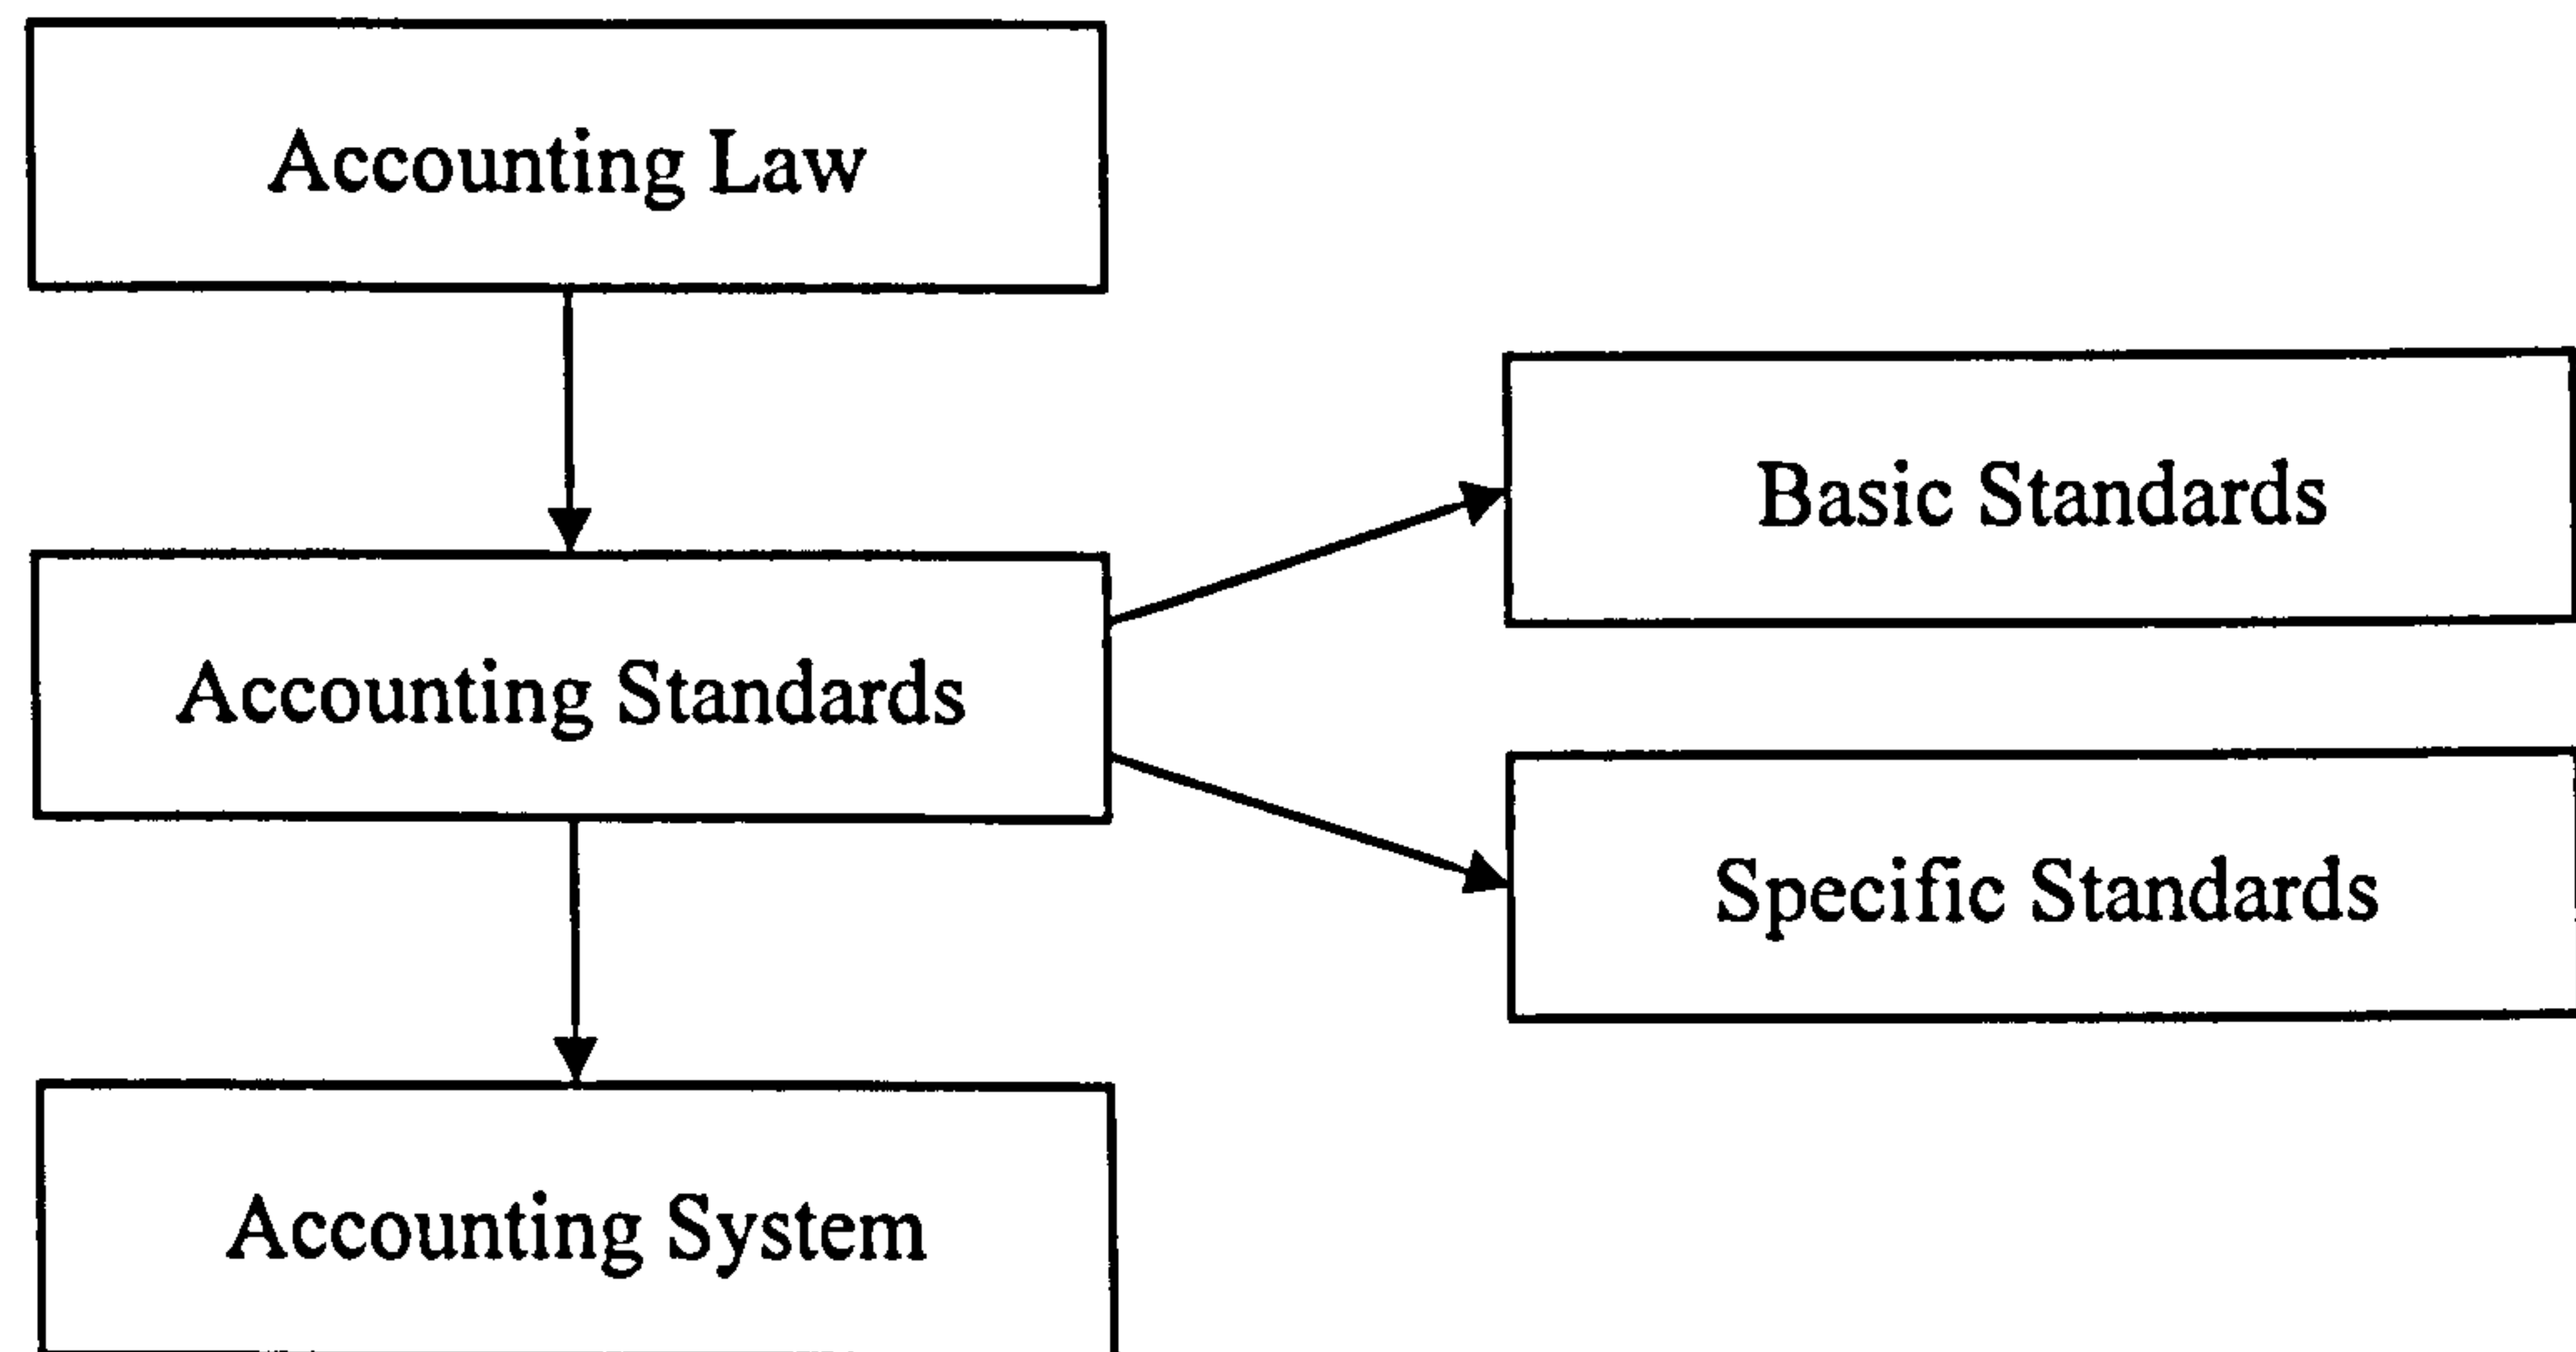 Accounting Law
Basic Standards
Accounting Standards
Specific Standards
Accounting System